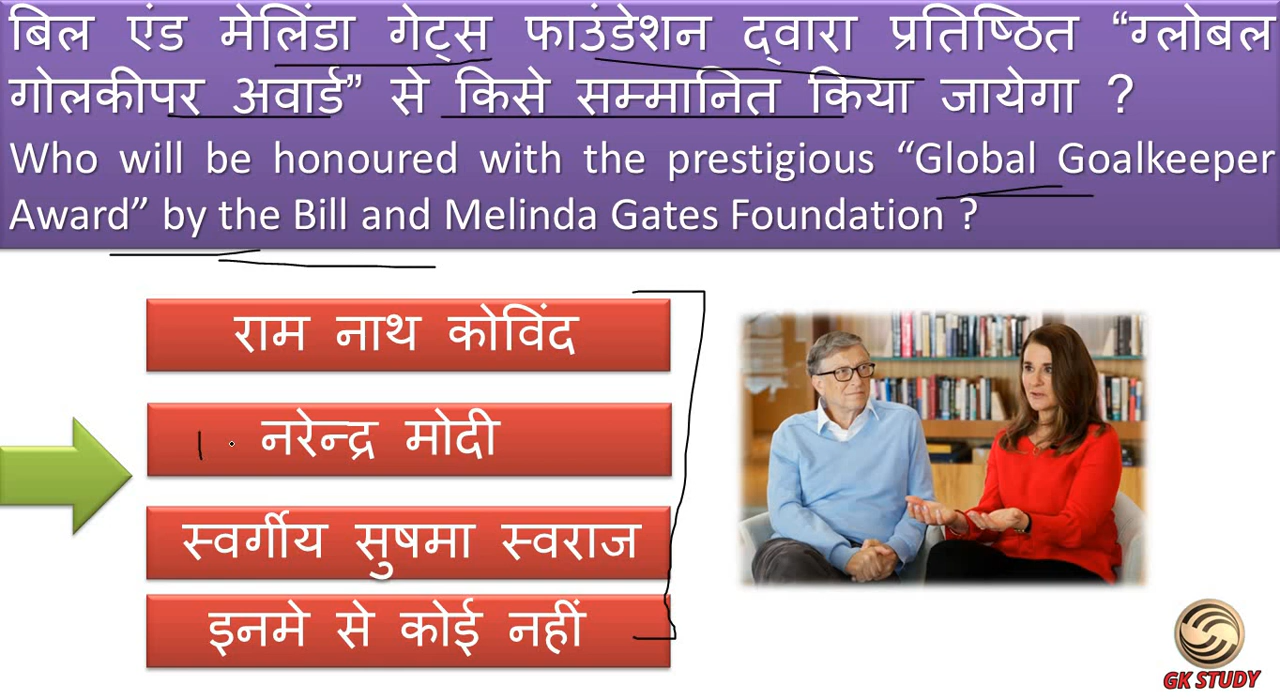 बिल एंड मेलिंडा गेट्स फाउंडेशन द्वारा प्रतिष्ठित “ग्लोबल
गोलकीपर अवार्ड” से किसे सम्मानित किया जायेगा ?
Who will be honoured with the prestigious “Global Goalkeeper
Award” by the Bill and Melinda Gates Foundation ?
राम नाथ कोविंद
नरेन्द्र मोदी
स्वर्गीय सुषमा स्वराज
इनमे से कोई नहीं
GK STUDY